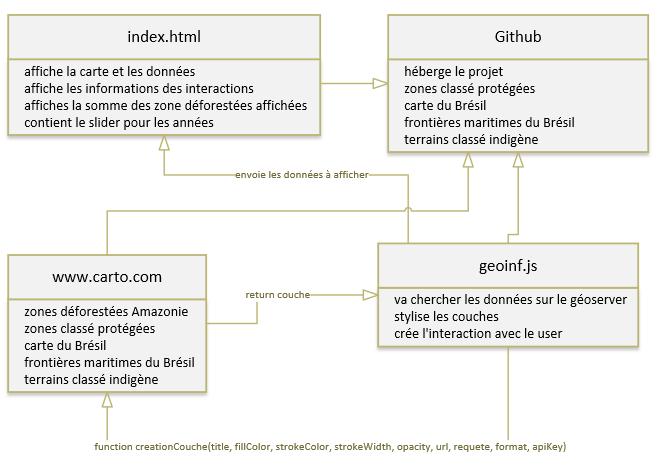 index.html
affiche la carte et les données
affiche les informations des interactions
affiches la somme des zone déforestées affichées
contient le slider pour les années
Github
héberge le projet
zones classé protégées
carte du Brésil
frontières maritimes du Brésil
terrains classé indigène
envoie les données à afficher
www.carto.com
zones déforestées Amazonie
zones classé protégées
carte du Brésil
frontières maritimes du Brésil
terrains classé indigène
return couche
geoinf.js
va chercher les données sur le géoserver
stylise les couches
crée l'interaction avec le user
function creationCouche(title, fillColor, strokeColor, strokeWidth, opacity, url, requete, format, apiKey)